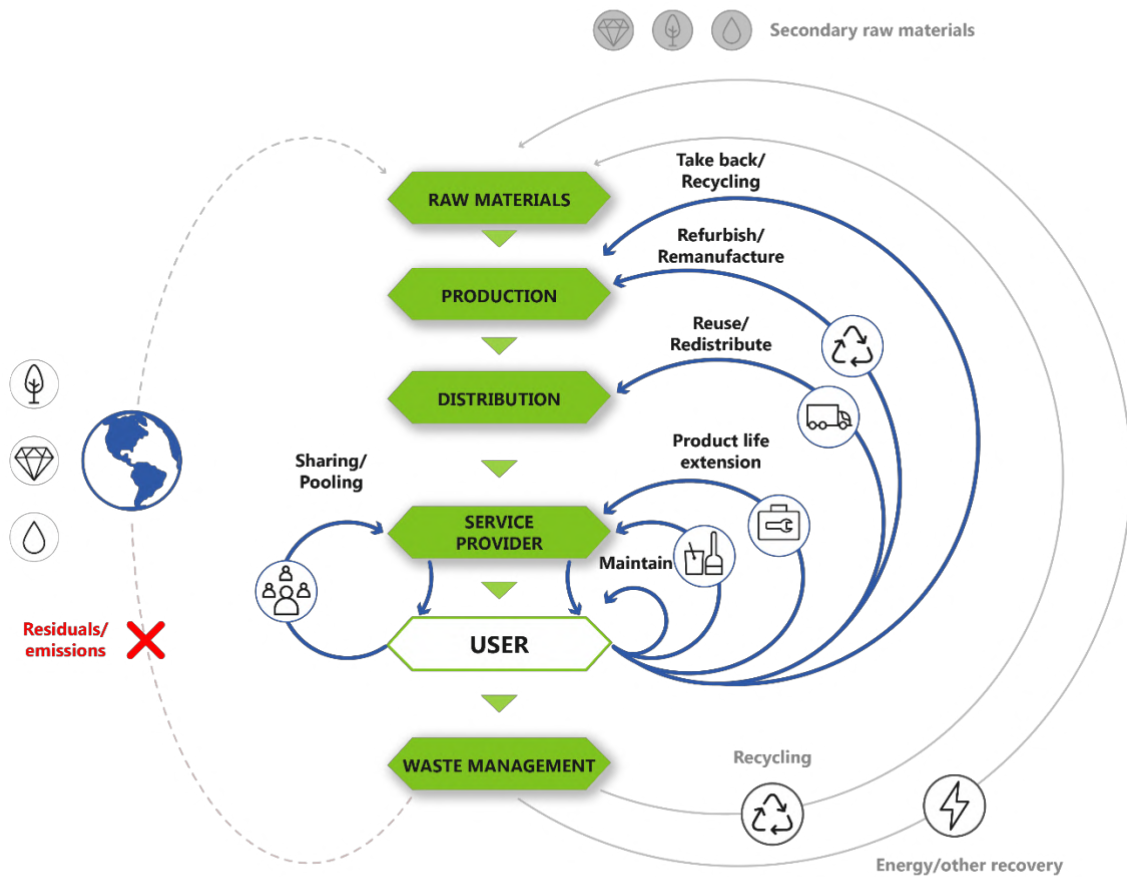 Secondary raw materials
Take back/
Recycling
RAW MATERIALS
Refurbish/
Remanufacture
PRODUCTION
Reuse/
Redistribute
DISTRIBUTION
Product life
extension
Sharing/
Pooling
SERVICE
PROVIDER
Maintain
Residuals/
emissions
USER
WASTE MANAGEMENT
Recycling
Energy/other recovery